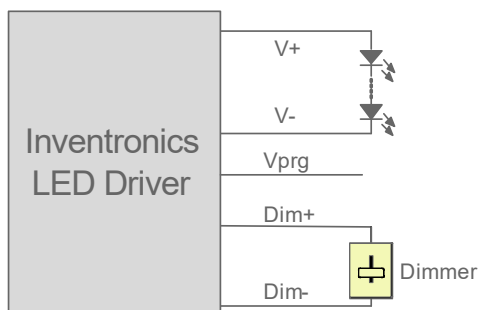 Inventronics
LED Driver
V+
V-
Vprg
Dim+
Dim-
Dimmer